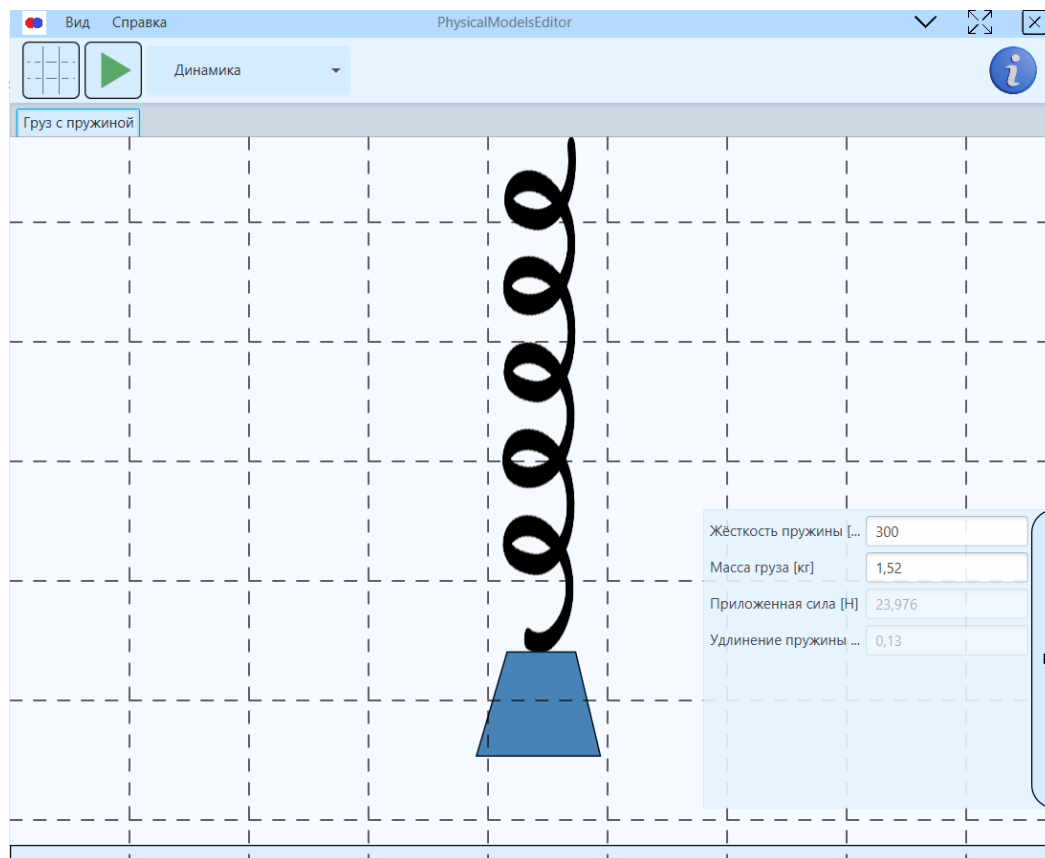 Вид Справка PhysicalModelsEditor
Динамика
Груз с пружиной
Жёсткость пружины [... 300
Масса груза [кг] 1,52
Приложенная сила [Н] 23,976
Удлинение пружины ... 0,13